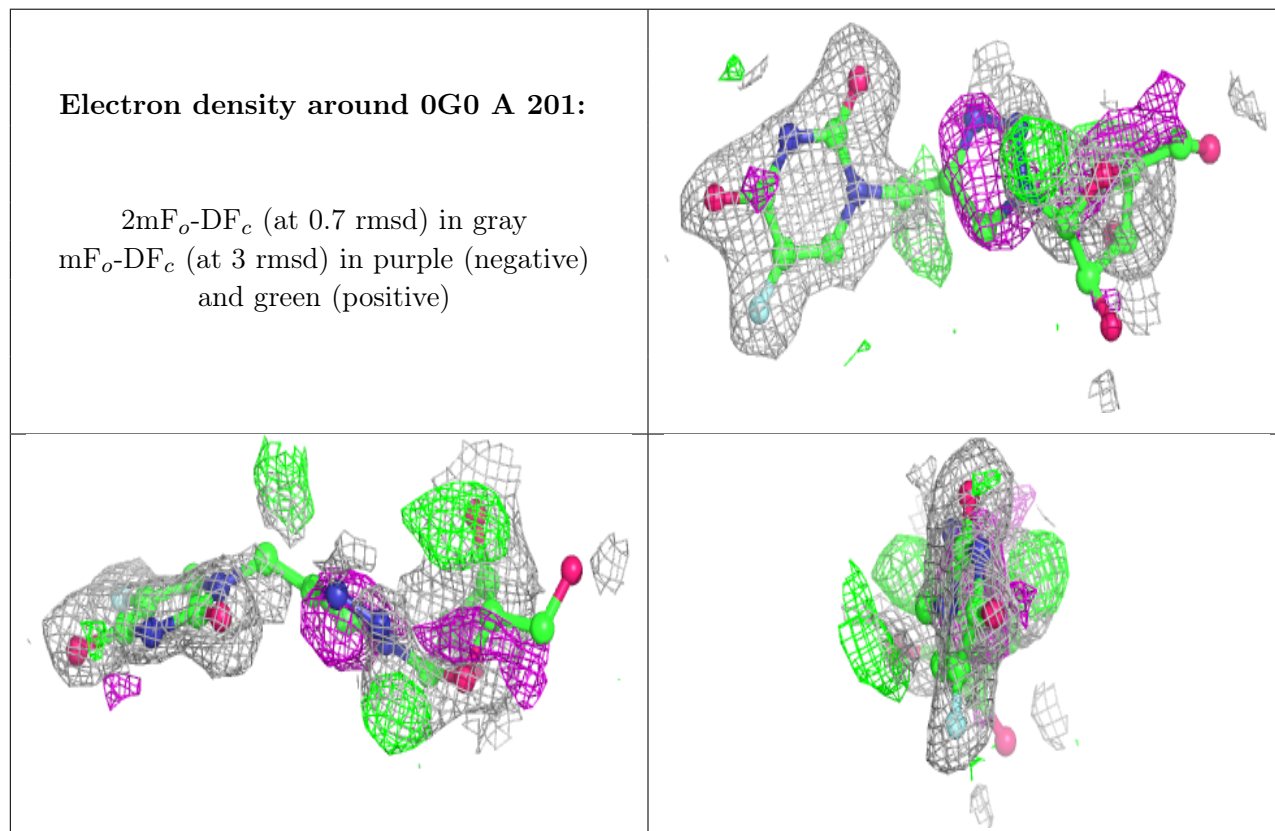 Electron density around 0G0 A 201:
2mFₒ-DF𝒸 (at 0.7 rmsd) in gray
mFₒ-DF𝒸 (at 3 rmsd) in purple (negative)
and green (positive)